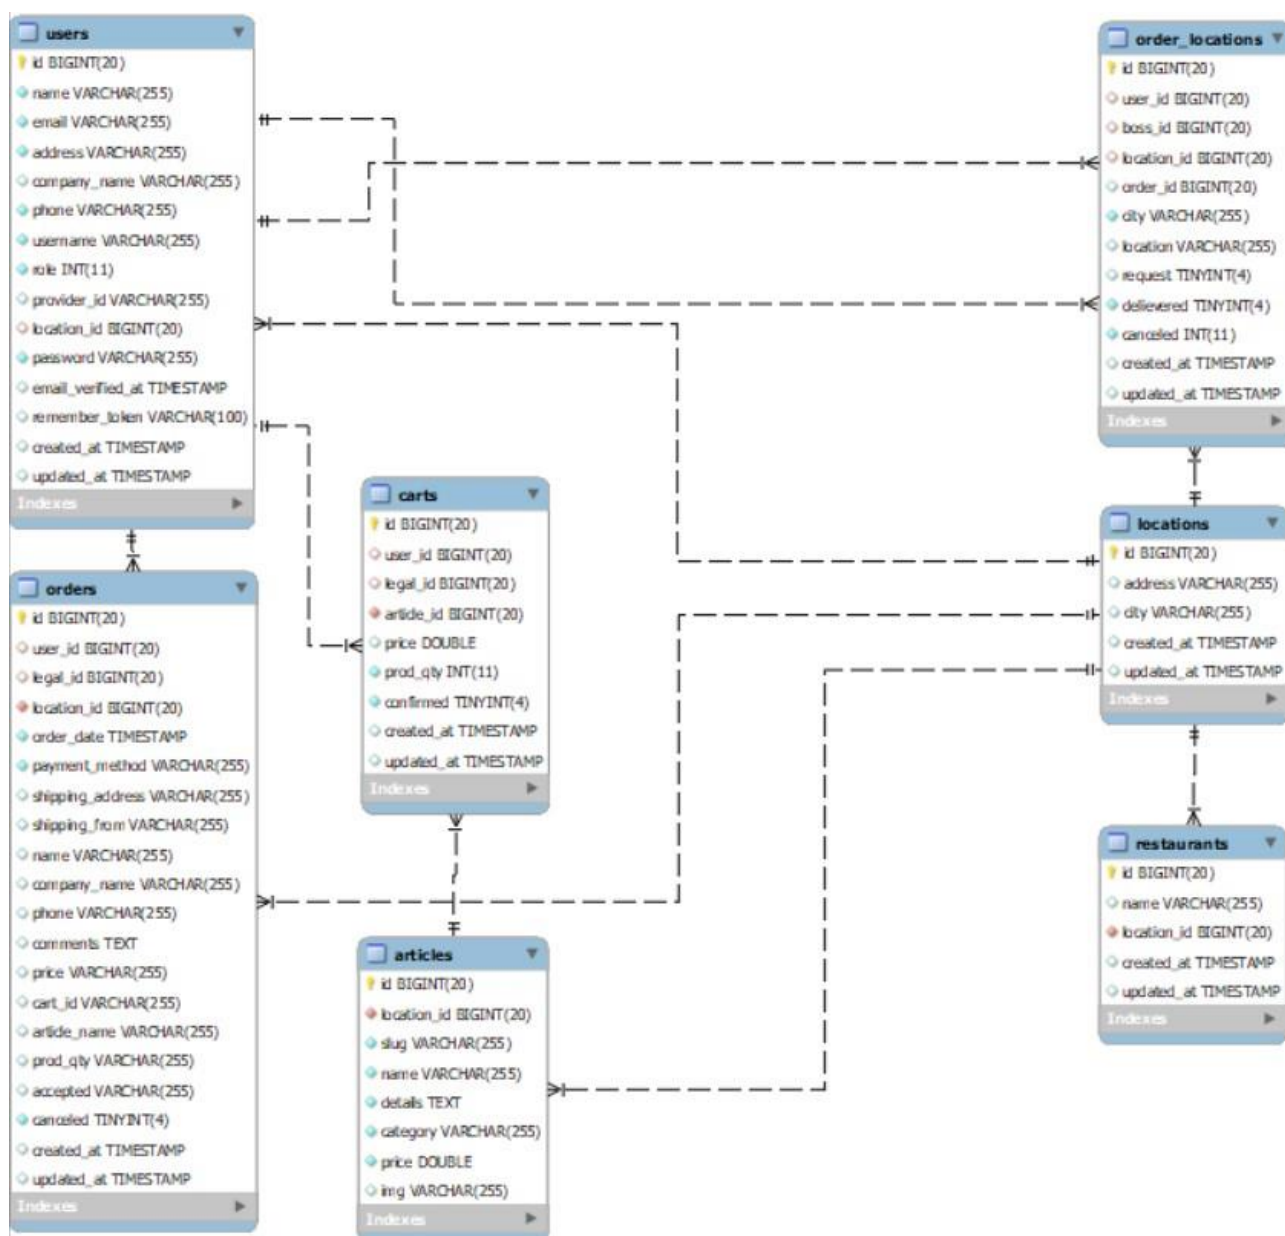 users
id BIGINT(20)
name VARCHAR(255)
email VARCHAR(255)
address VARCHAR(255)
company_name VARCHAR(255)
phone VARCHAR(255)
username VARCHAR(255)
role INT(11)
provider_id VARCHAR(255)
location_id BIGINT(20)
password VARCHAR(255)
email_verified_at TIMESTAMP
remember_token VARCHAR(100)
created_at TIMESTAMP
updated_at TIMESTAMP
Indexes
orders
id BIGINT(20)
user_id BIGINT(20)
legal_id BIGINT(20)
location_id BIGINT(20)
order_date TIMESTAMP
payment_method VARCHAR(255)
shipping_address VARCHAR(255)
shipping_from VARCHAR(255)
name VARCHAR(255)
company_name VARCHAR(255)
phone VARCHAR(255)
comments TEXT
price VARCHAR(255)
cart_id VARCHAR(255)
article_name VARCHAR(255)
prod_qty VARCHAR(255)
accepted VARCHAR(255)
canceled TINYINT(4)
created_at TIMESTAMP
updated_at TIMESTAMP
Indexes
carts
id BIGINT(20)
user_id BIGINT(20)
legal_id BIGINT(20)
article_id BIGINT(20)
price DOUBLE
prod_qty INT(11)
confirmed TINYINT(4)
created_at TIMESTAMP
updated_at TIMESTAMP
Indexes
articles
id BIGINT(20)
location_id BIGINT(20)
slug VARCHAR(255)
name VARCHAR(255)
details TEXT
category VARCHAR(255)
price DOUBLE
img VARCHAR(255)
Indexes
order_locations
id BIGINT(20)
user_id BIGINT(20)
boss_id BIGINT(20)
location_id BIGINT(20)
order_id BIGINT(20)
city VARCHAR(255)
location VARCHAR(255)
request TINYINT(4)
delievered TINYINT(4)
canceled INT(11)
created_at TIMESTAMP
updated_at TIMESTAMP
Indexes
locations
id BIGINT(20)
address VARCHAR(255)
city VARCHAR(255)
created_at TIMESTAMP
updated_at TIMESTAMP
Indexes
restaurants
id BIGINT(20)
name VARCHAR(255)
location_id BIGINT(20)
created_at TIMESTAMP
updated_at TIMESTAMP
Indexes